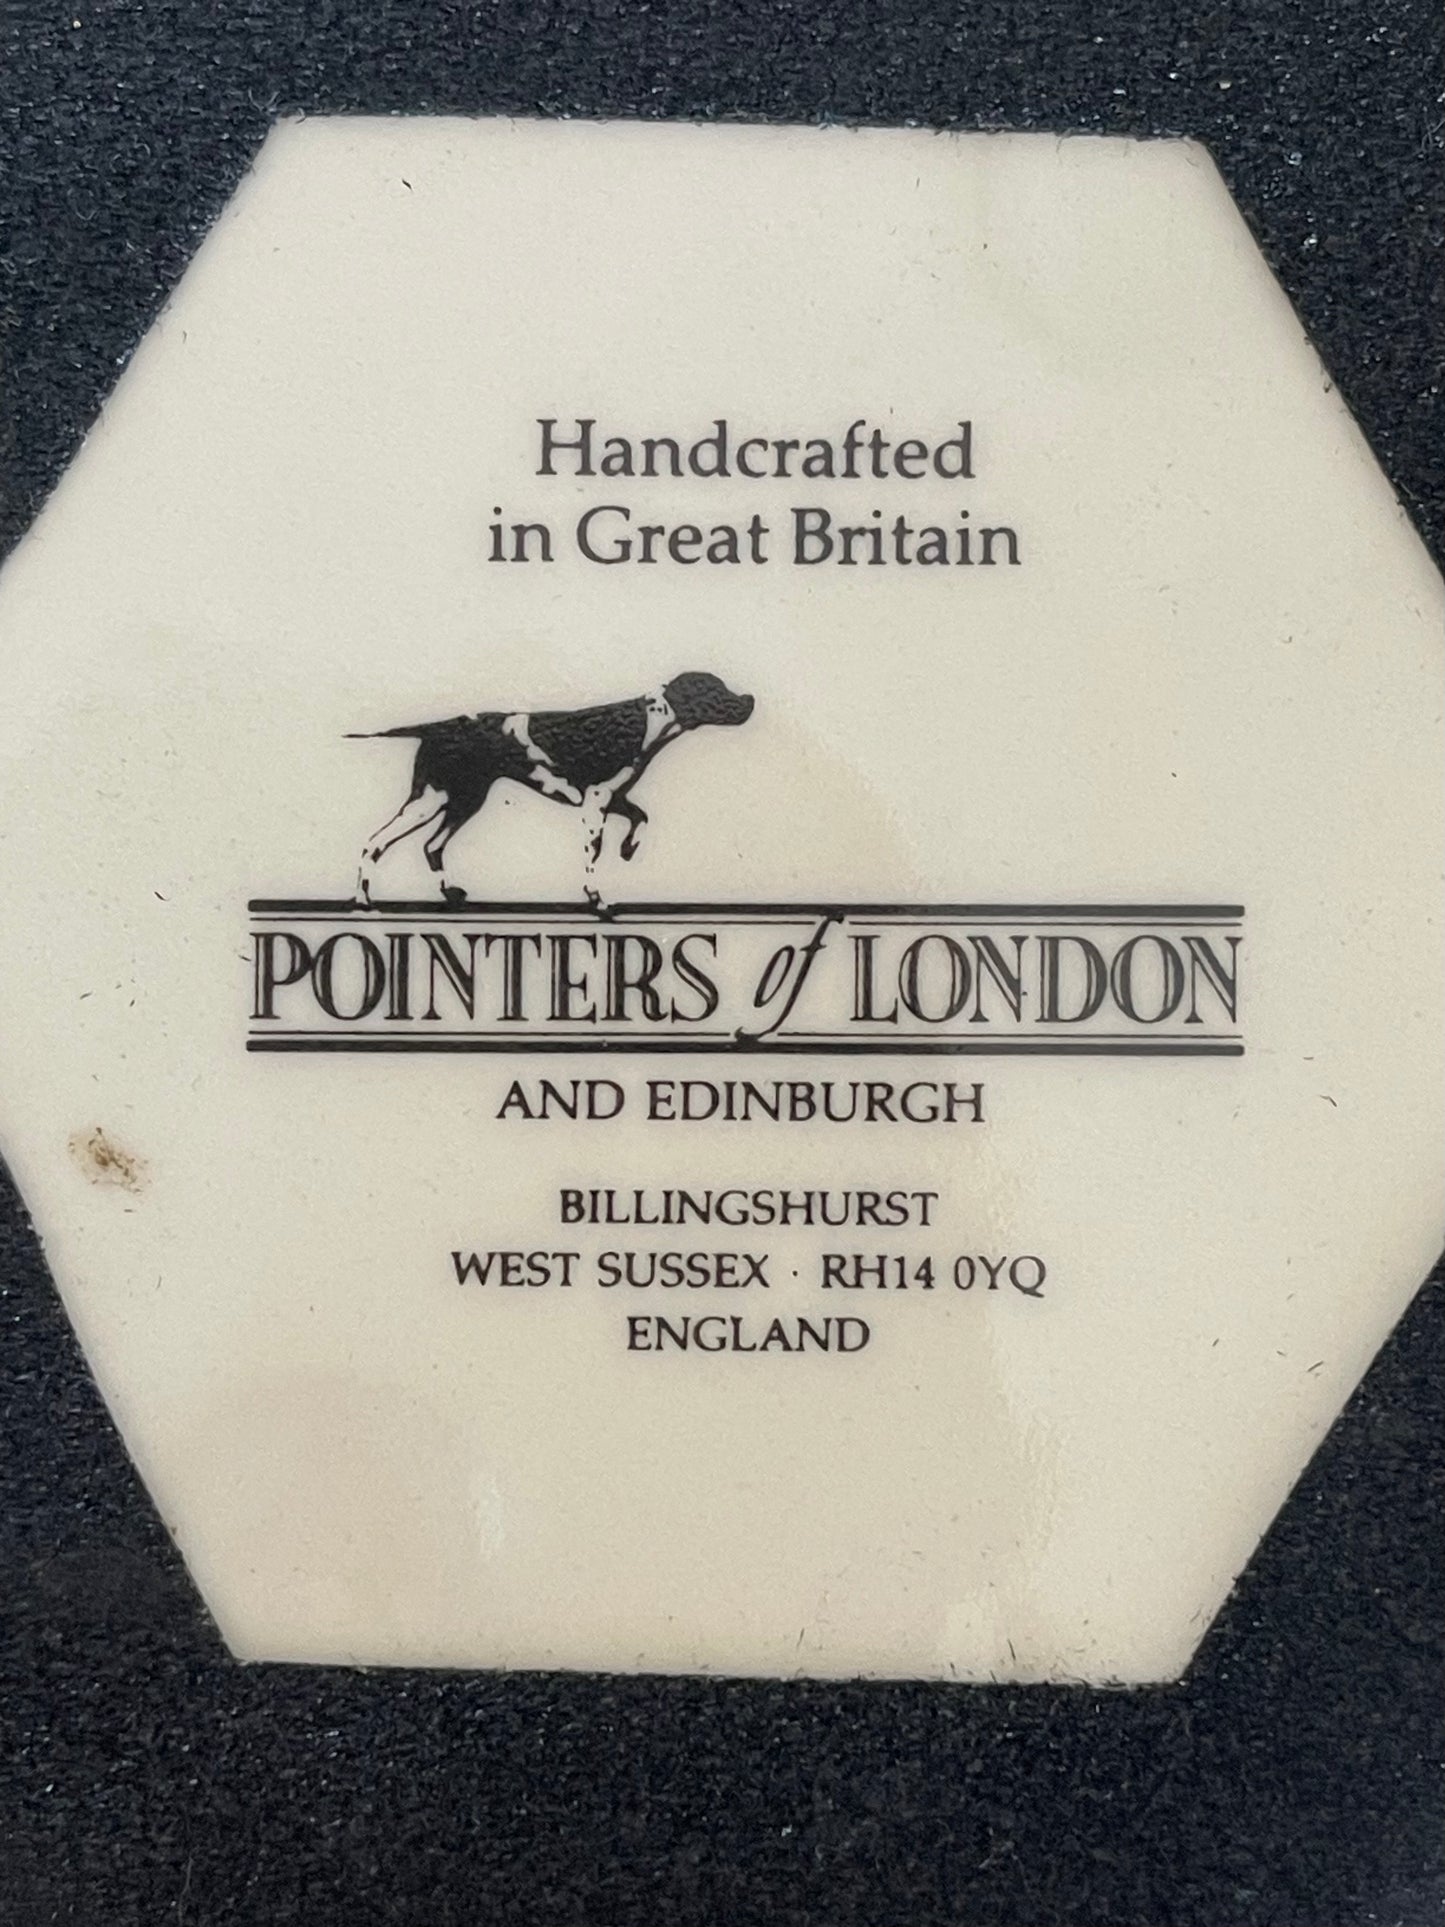 Handcrafted
in Great Britain
POINTERS of LONDON
AND EDINBURGH
BILLINGSHURST
WEST SUSSEX · RH14 0YQ
ENGLAND